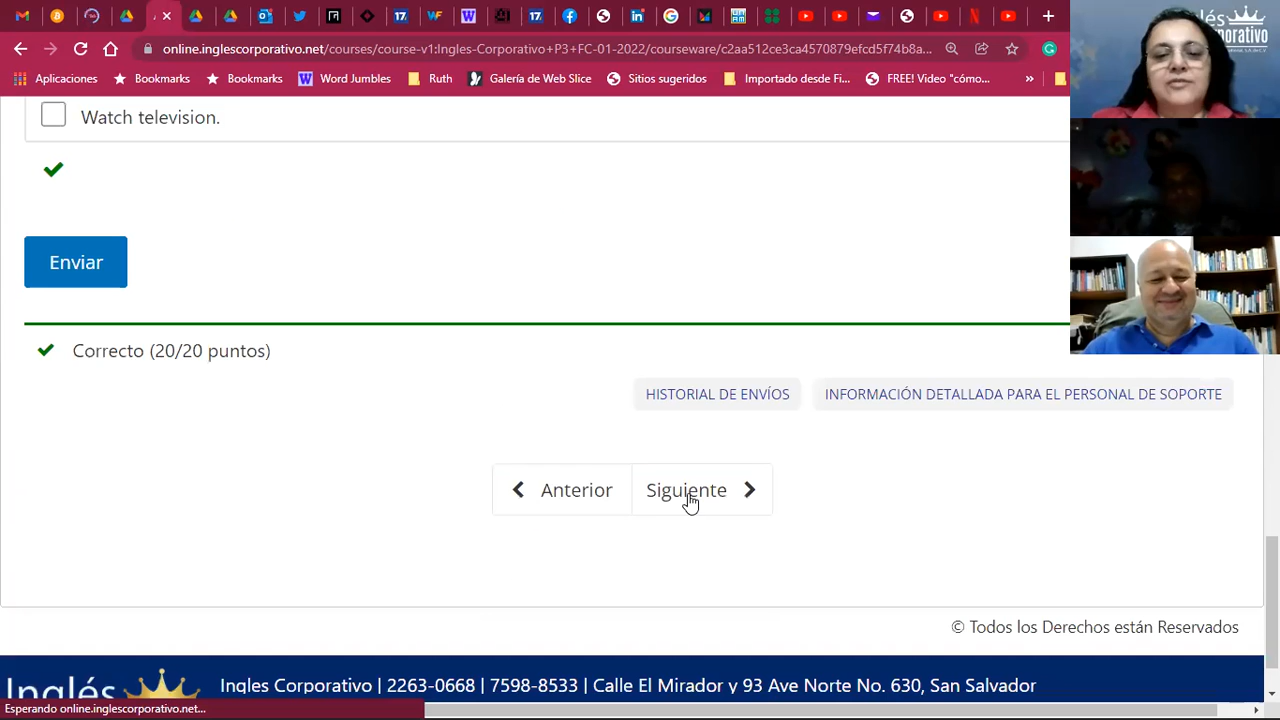 online.inglescorporativo.net/courses/course-v1:Ingles-Corporativo+P3+FC-01-2022/courseware/c2aa512ce3ca4570879efcd5f74b8a...
Aplicaciones Bookmarks Bookmarks Word Jumbles Ruth Galería de Web Slice Sitios sugeridos Importado desde Fi... FREE! Video "cómo... »
Inglés
Corporativo
Watch television.
Enviar
Correcto (20/20 puntos)
HISTORIAL DE ENVÍOS INFORMACIÓN DETALLADA PARA EL PERSONAL DE SOPORTE
Anterior Siguiente
© Todos los Derechos están Reservados
Inglés Ingles Corporativo | 2263-0668 | 7598-8533 | Calle El Mirador y 93 Ave Norte No. 630, San Salvador
Esperando online.inglescorporativo.net...